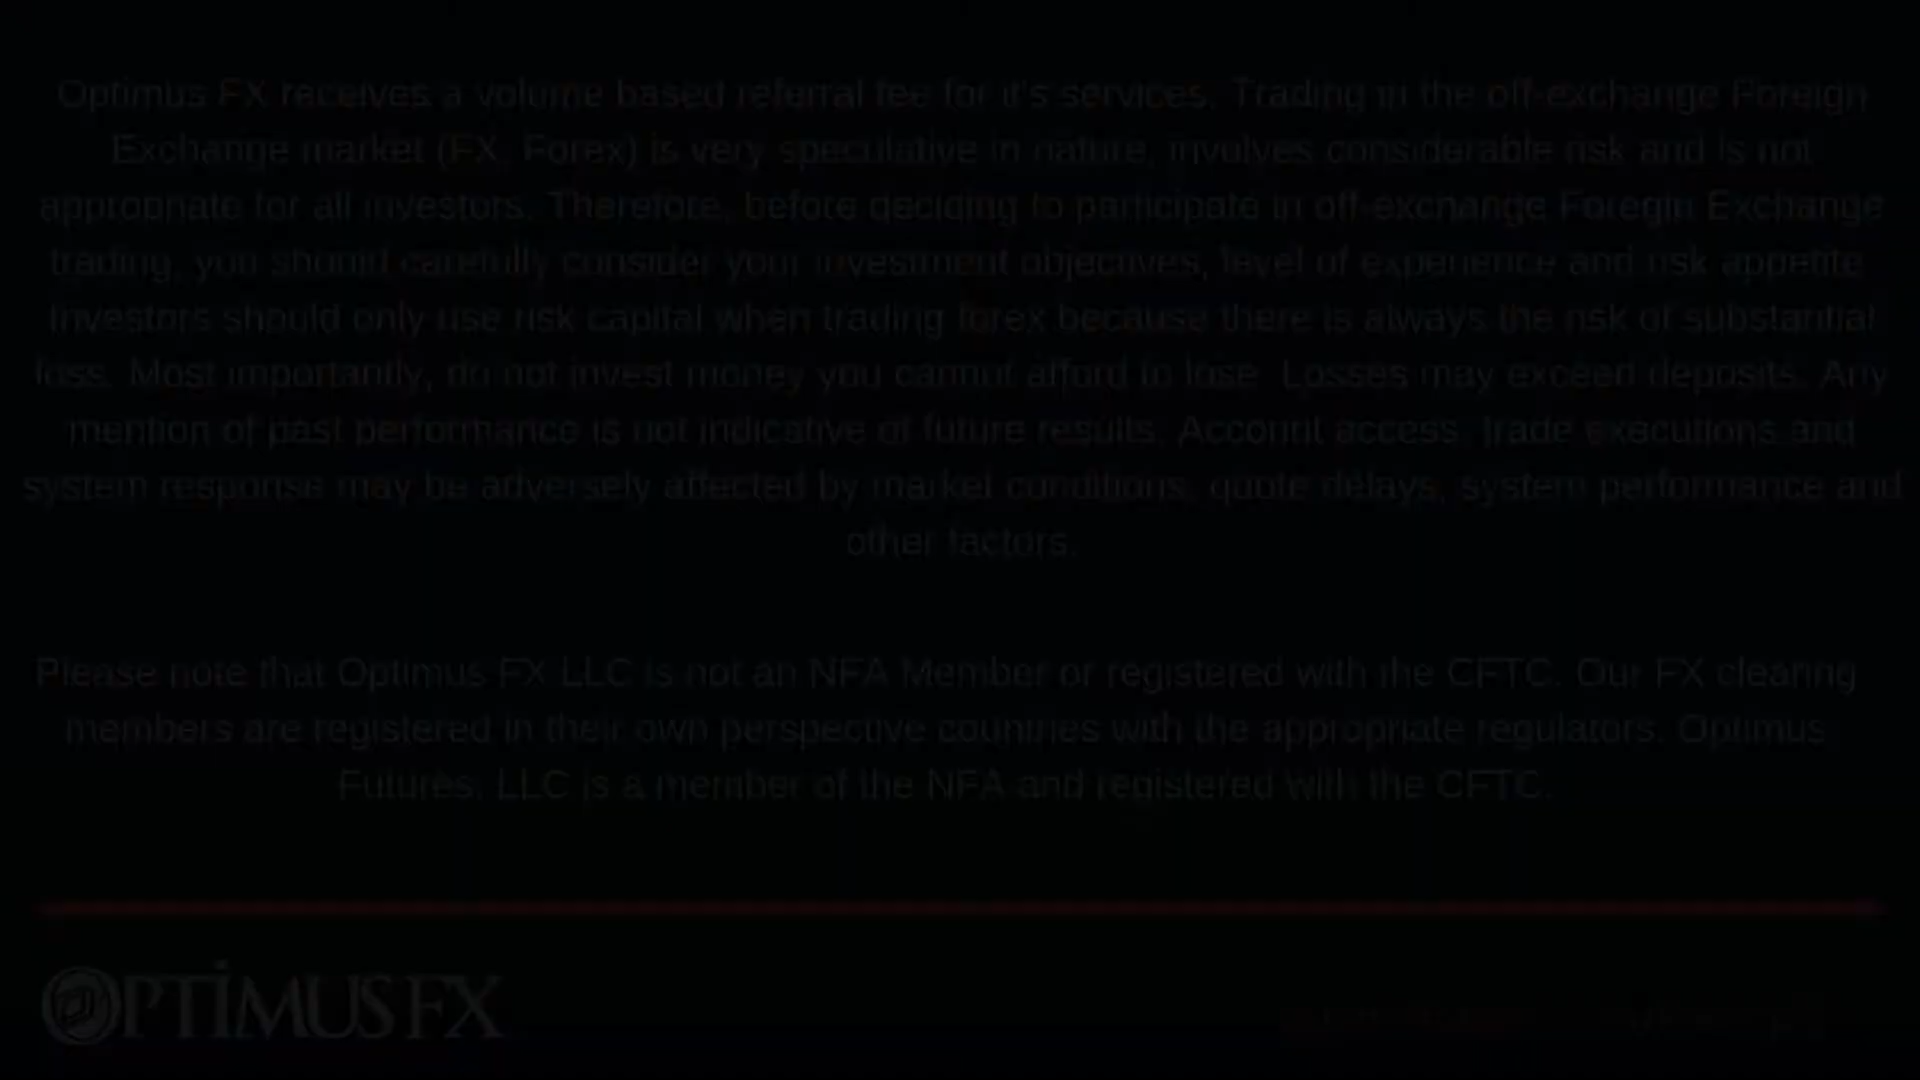 Optimus FX receives a volume based referral fee for it's services. Trading in the off-exchange Foreign
Exchange market (FX, Forex) is very speculative in nature, involves considerable risk and is not
appropriate for all investors. Therefore, before deciding to participate in off-exchange Foregin Exchange
trading, you should carefully consider your investment objectives, level of experience and risk appetite.
Investors should only use risk capital when trading forex because there is always the risk of substantial
loss. Most importantly, do not invest money you cannot afford to lose. Losses may exceed deposits. Any
mention of past performance is not indicative of future results. Account access, trade executions and
system response may be adversely affected by market conditions, quote delays, system performance and
other factors.
Please note that Optimus FX LLC is not an NFA Member or registered with the CFTC. Our FX clearing
members are registered in their own perspective countries with the appropriate regulators. Optimus
Futures, LLC is a member of the NFA and registered with the CFTC.
OPTIMUS FX